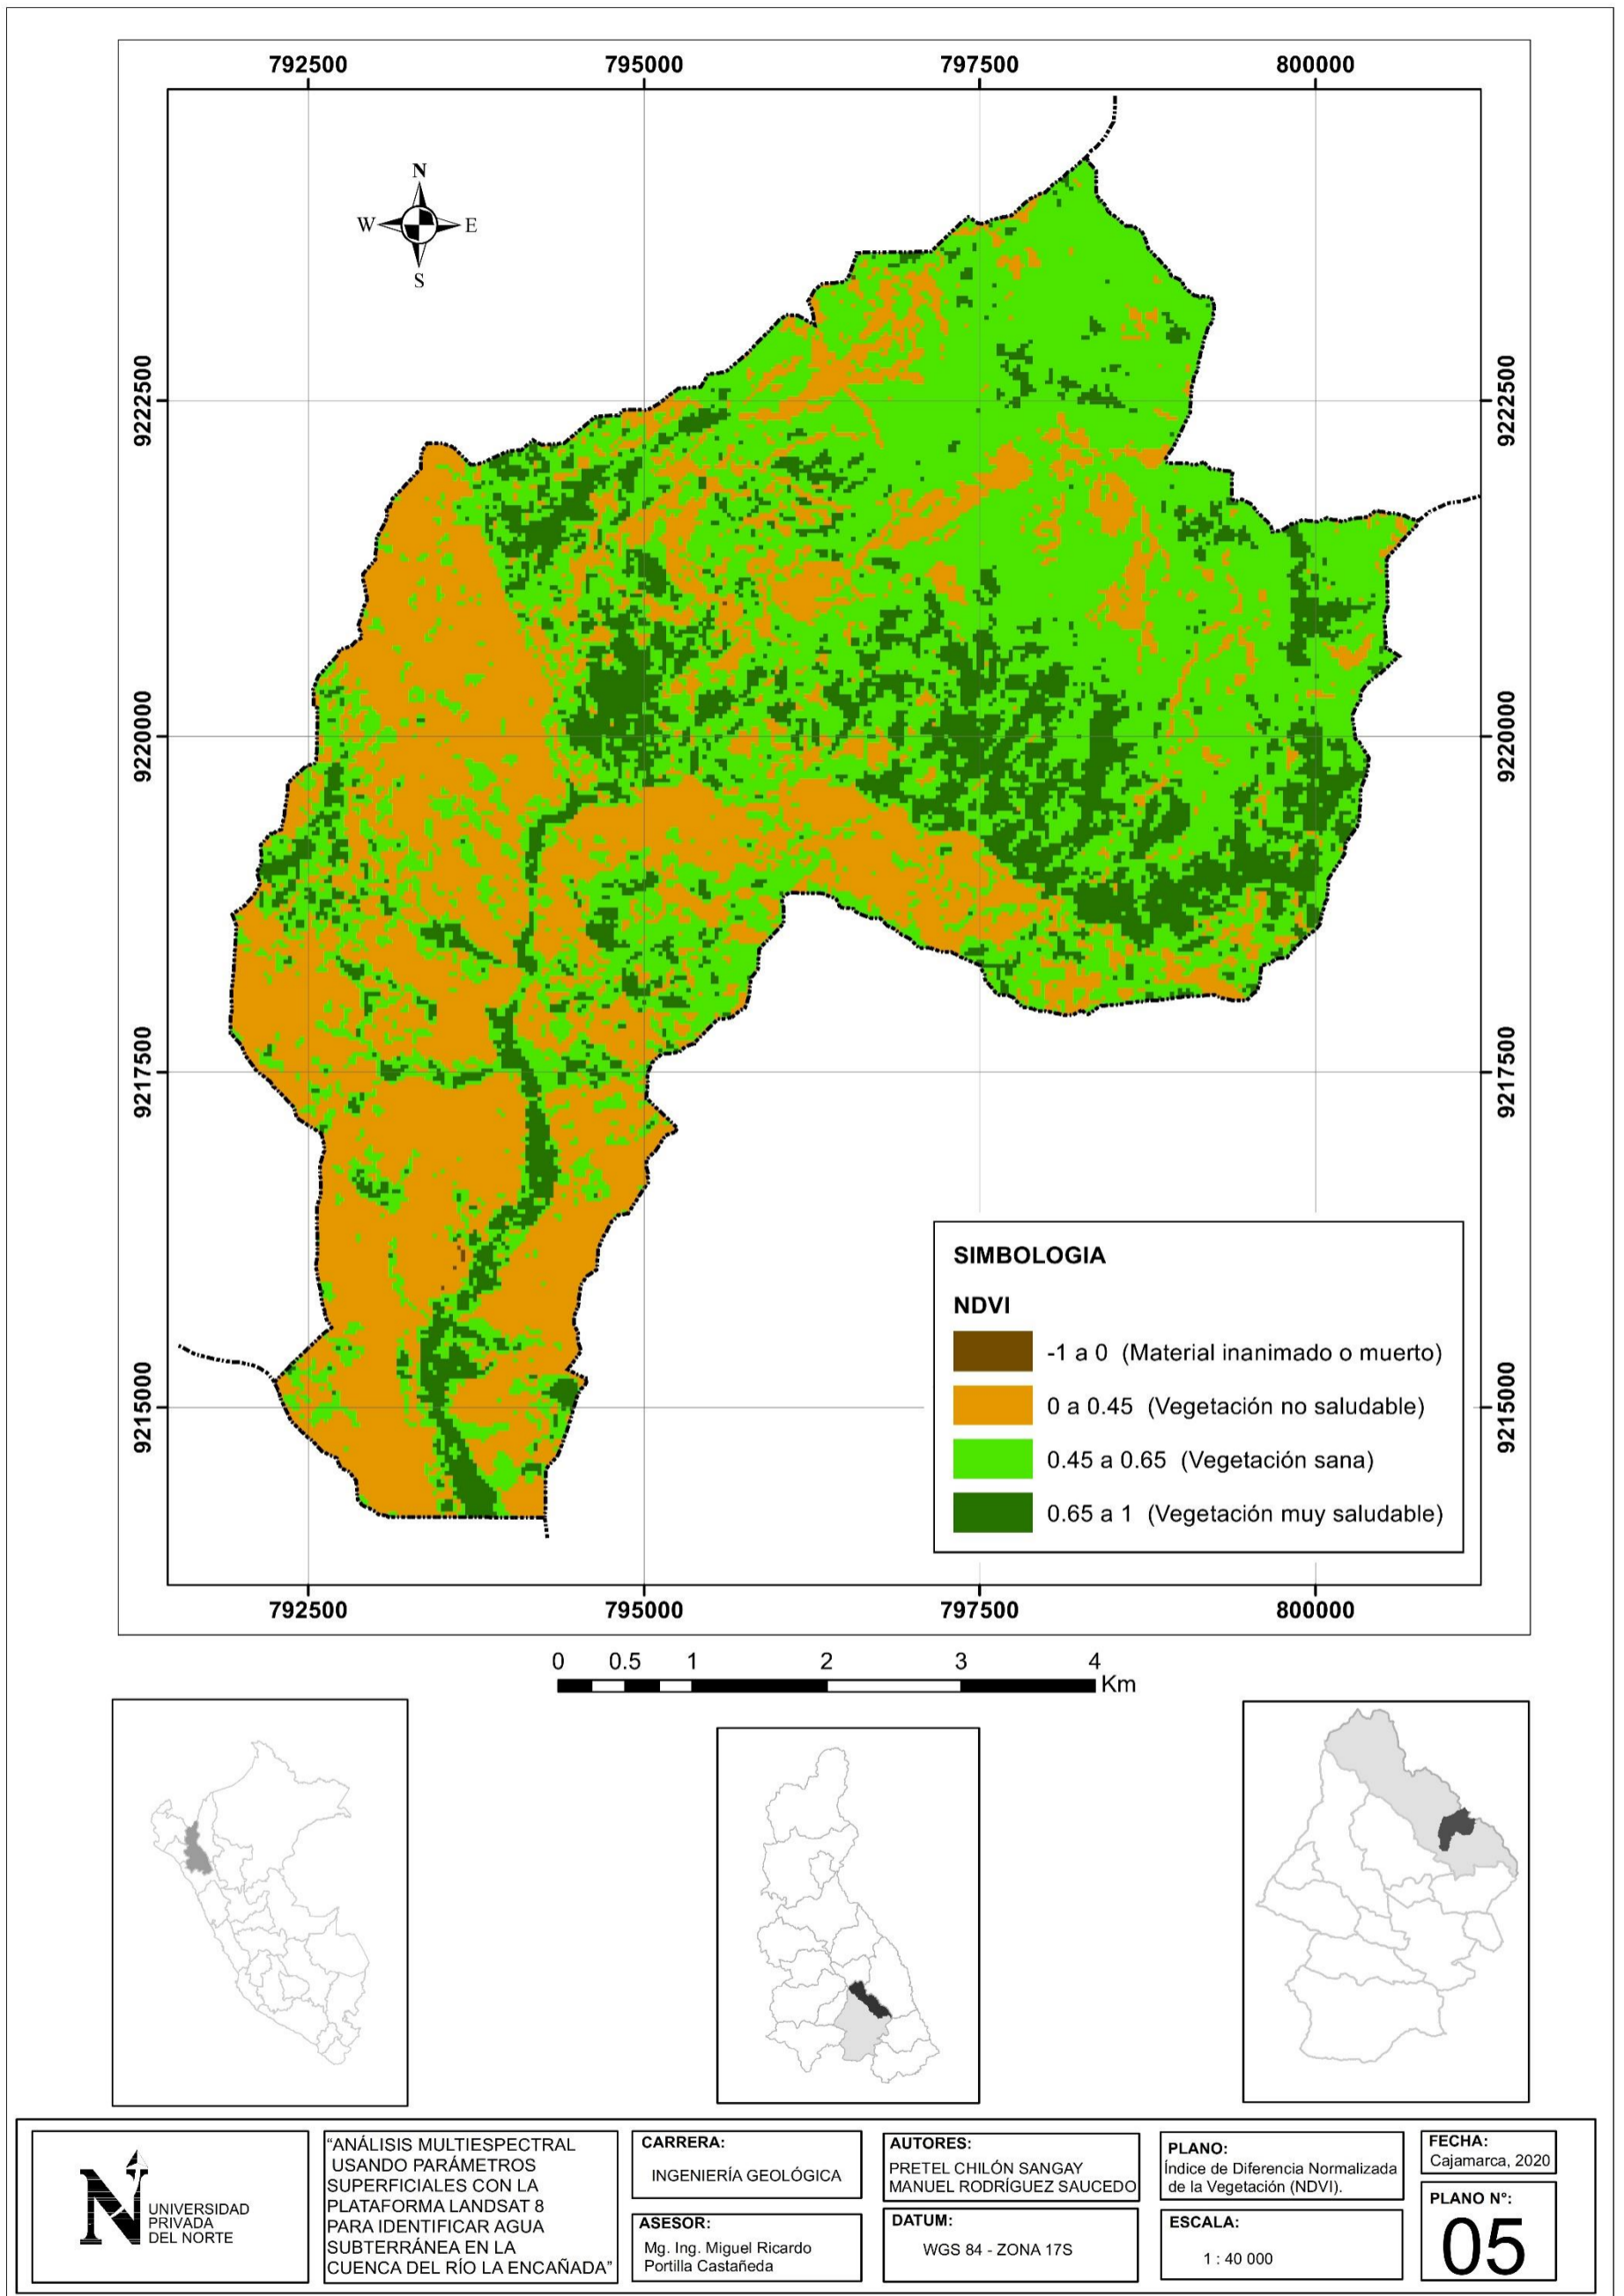 792500 795000 797500 800000
N
W E
S
9222500 9222500
9220000 9220000
9217500 9217500
9215000 9215000
SIMBOLOGIA
NDVI
-1 a 0 (Material inanimado o muerto)
0 a 0.45 (Vegetación no saludable)
0.45 a 0.65 (Vegetación sana)
0.65 a 1 (Vegetación muy saludable)
792500 795000 797500 800000
0 0.5 1 2 3 4
Km
N
UNIVERSIDAD
PRIVADA
DEL NORTE
“ANÁLISIS MULTIESPECTRAL
USANDO PARÁMETROS
SUPERFICIALES CON LA
PLATAFORMA LANDSAT 8
PARA IDENTIFICAR AGUA
SUBTERRÁNEA EN LA
CUENCA DEL RÍO LA ENCAÑADA”
CARRERA:
INGENIERÍA GEOLÓGICA
ASESOR:
Mg. Ing. Miguel Ricardo
Portilla Castañeda
AUTORES:
PRETEL CHILÓN SANGAY
MANUEL RODRÍGUEZ SAUCEDO
DATUM:
WGS 84 - ZONA 17S
PLANO:
Índice de Diferencia Normalizada
de la Vegetación (NDVI).
ESCALA:
1 : 40 000
FECHA:
Cajamarca, 2020
PLANO N°:
05